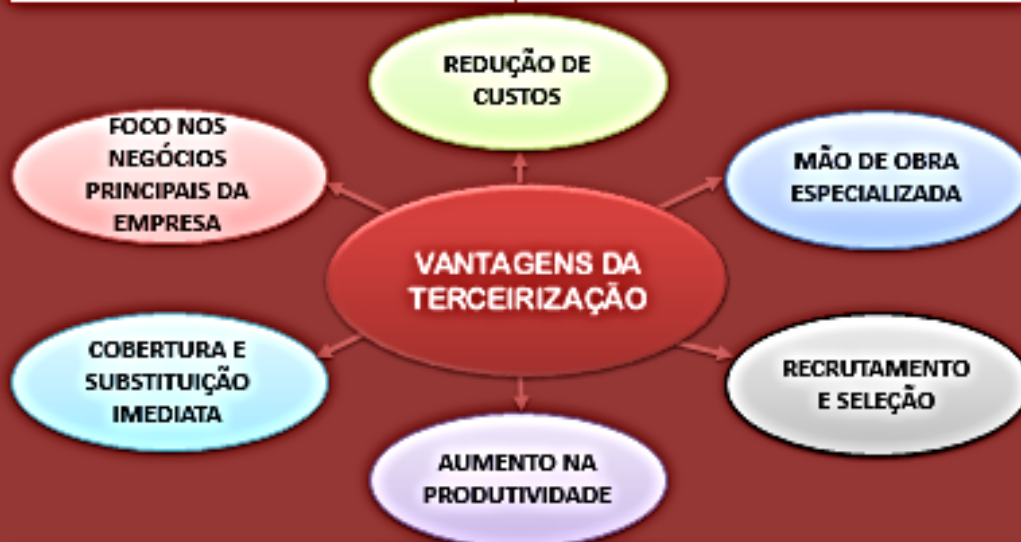 REDUÇÃO DE
CUSTOS
FOCO NOS
NEGÓCIOS
PRINCIPAIS DA
EMPRESA
MÃO DE OBRA
ESPECIALIZADA
VANTAGENS DA
TERCEIRIZAÇÃO
COBERTURA E
SUBSTITUIÇÃO
IMEDIATA
RECRUTAMENTO
E SELEÇÃO
AUMENTO NA
PRODUTIVIDADE